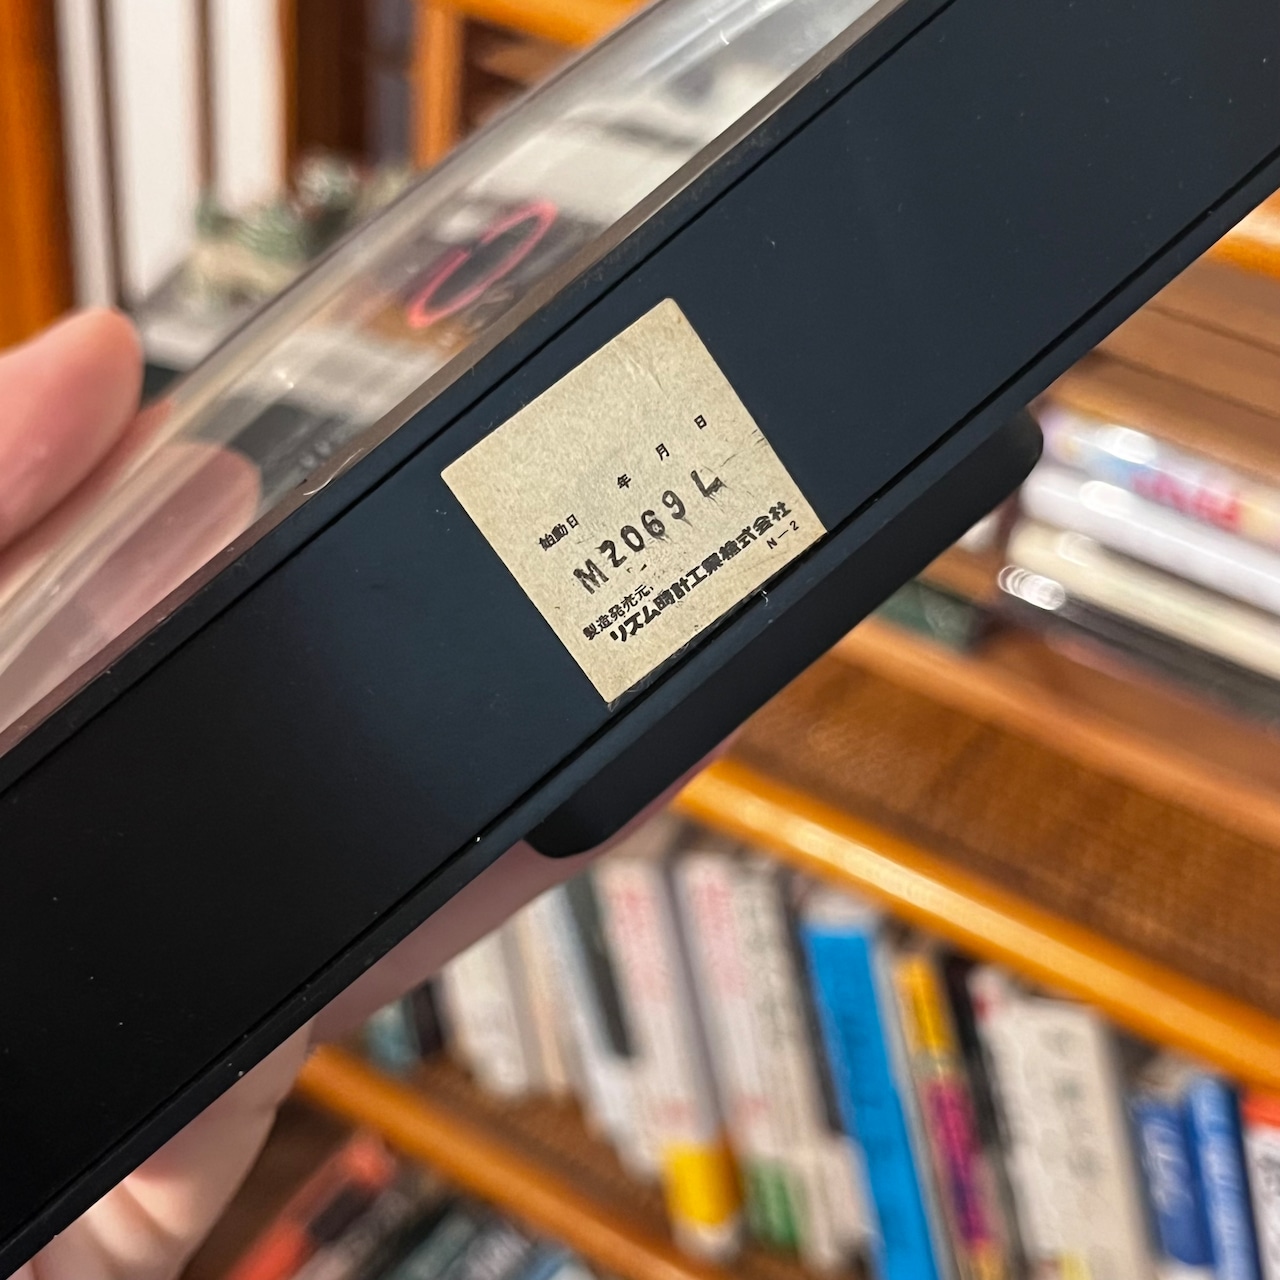 始動日 年 月 日
MZ069 L
製造発売元.
リズム時計工業株式会社
N-2